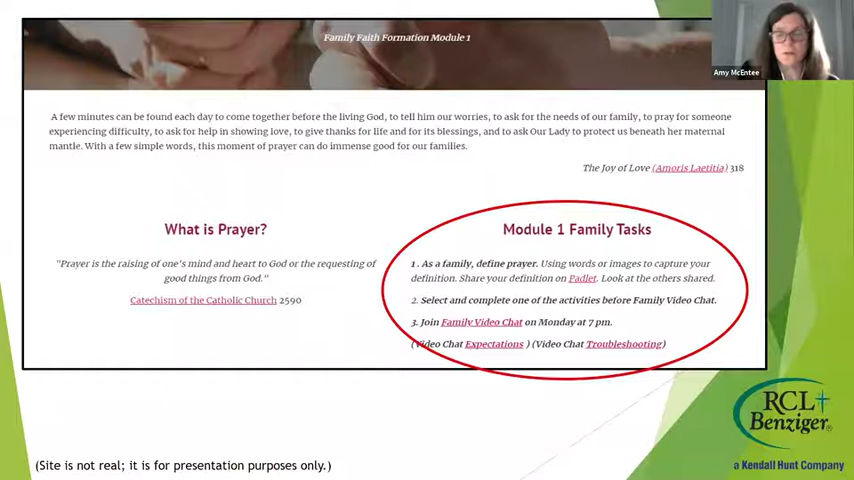 Family Faith Formation Module 1
Amy McEntee
A few minutes can be found each day to come together before the living God, to tell him our worries, to ask for the needs of our family, to pray for someone
experiencing difficulty, to ask for help in showing love, to give thanks for life and for its blessings, and to ask Our Lady to protect us beneath her maternal
mantle. With a few simple words, this moment of prayer can do immense good for our families.
The Joy of Love (Amoris Laetitia) 318
What is Prayer?
"Prayer is the raising of one's mind and heart to God or the requesting of
good things from God."
Catechism of the Catholic Church 2590
Module 1 Family Tasks
1 . As a family, define prayer. Using words or images to capture your
definition. Share your definition on Padlet. Look at the others shared.
2. Select and complete one of the activities before Family Video Chat.
3. Join Family Video Chat on Monday at 7 pm.
(Video Chat Expectations ) (Video Chat Troubleshooting)
RCL
Benziger®
a Kendall Hunt Company
(Site is not real; it is for presentation purposes only.)